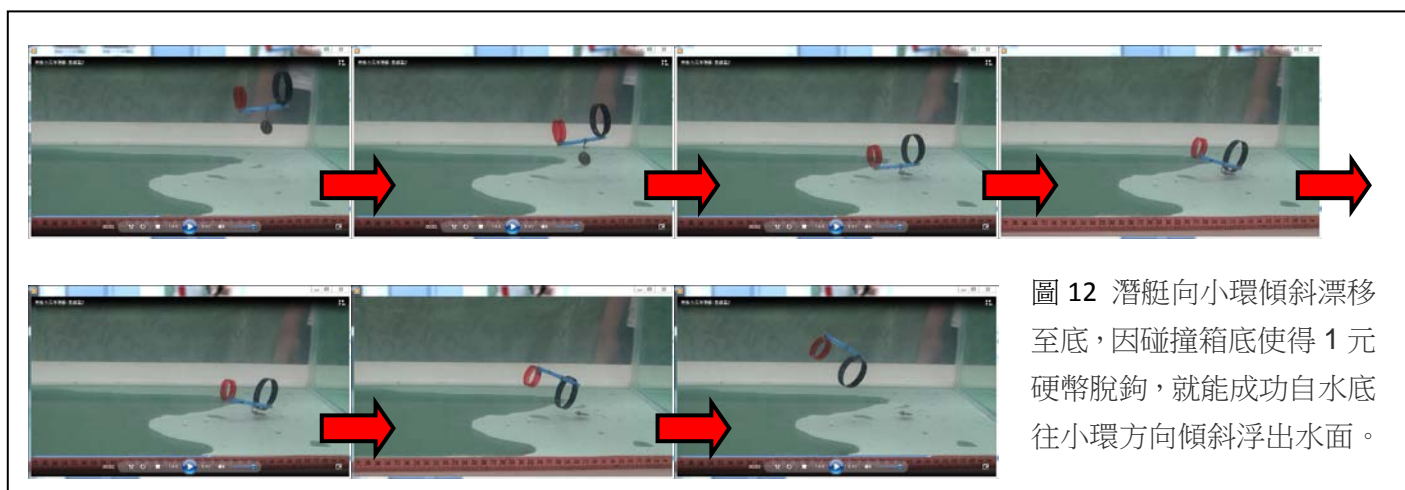 圖 12 潛艇向小環傾斜漂移
至底，因碰撞箱底使得 1 元
硬幣脫鉤，就能成功自水底
往小環方向傾斜浮出水面。